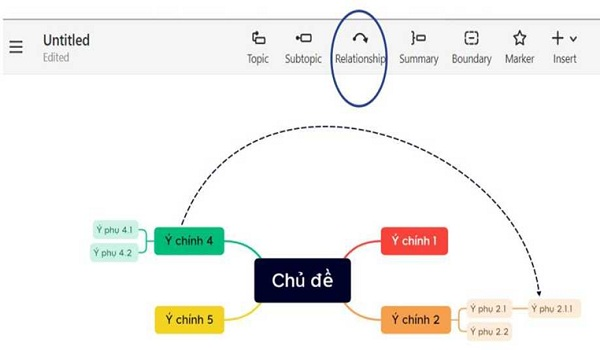 Untitled
Edited
Topic
Subtopic
Relationship
Summary
Boundary
Marker
Insert
Ý phụ 4.1
Ý phụ 4.2
Ý chính 4
Ý chính 1
Chủ đề
Ý chính 5
Ý chính 2
Ý phụ 2.1
Ý phụ 2.1.1
Ý phụ 2.2